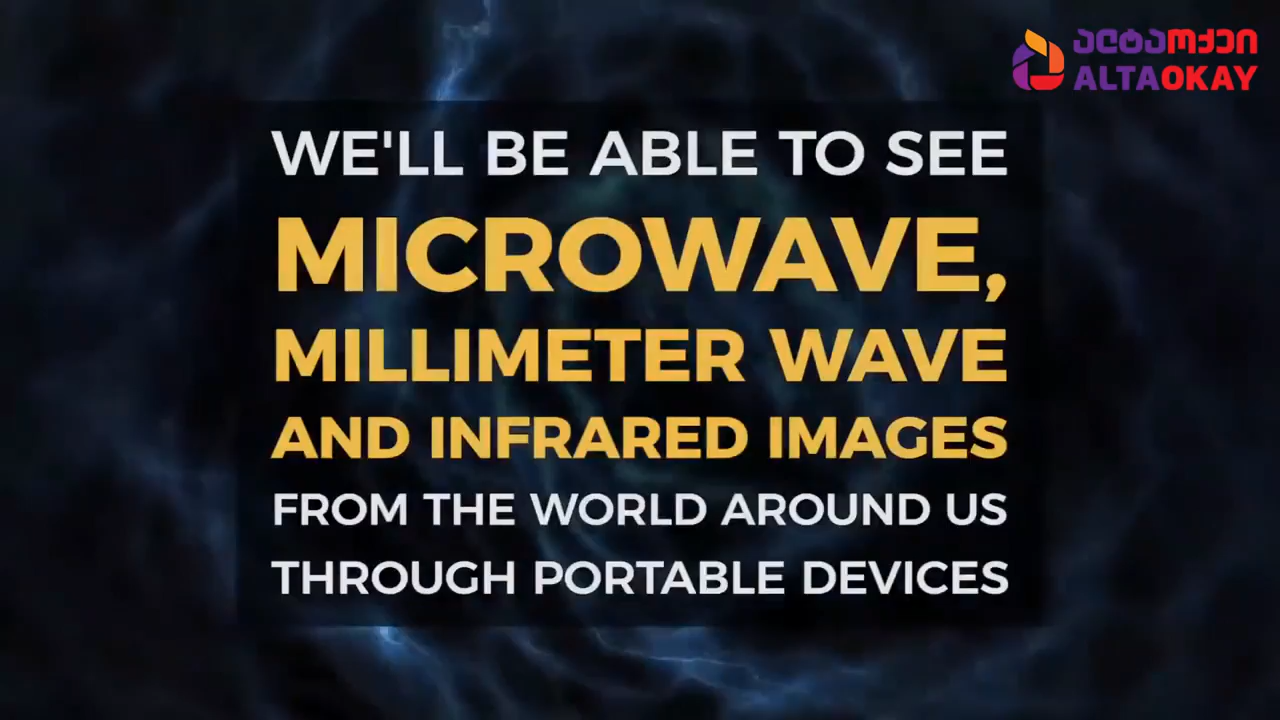 ალტაოქეი
ALTAOKAY
WE'LL BE ABLE TO SEE
MICROWAVE,
MILLIMETER WAVE
AND INFRARED IMAGES
FROM THE WORLD AROUND US
THROUGH PORTABLE DEVICES